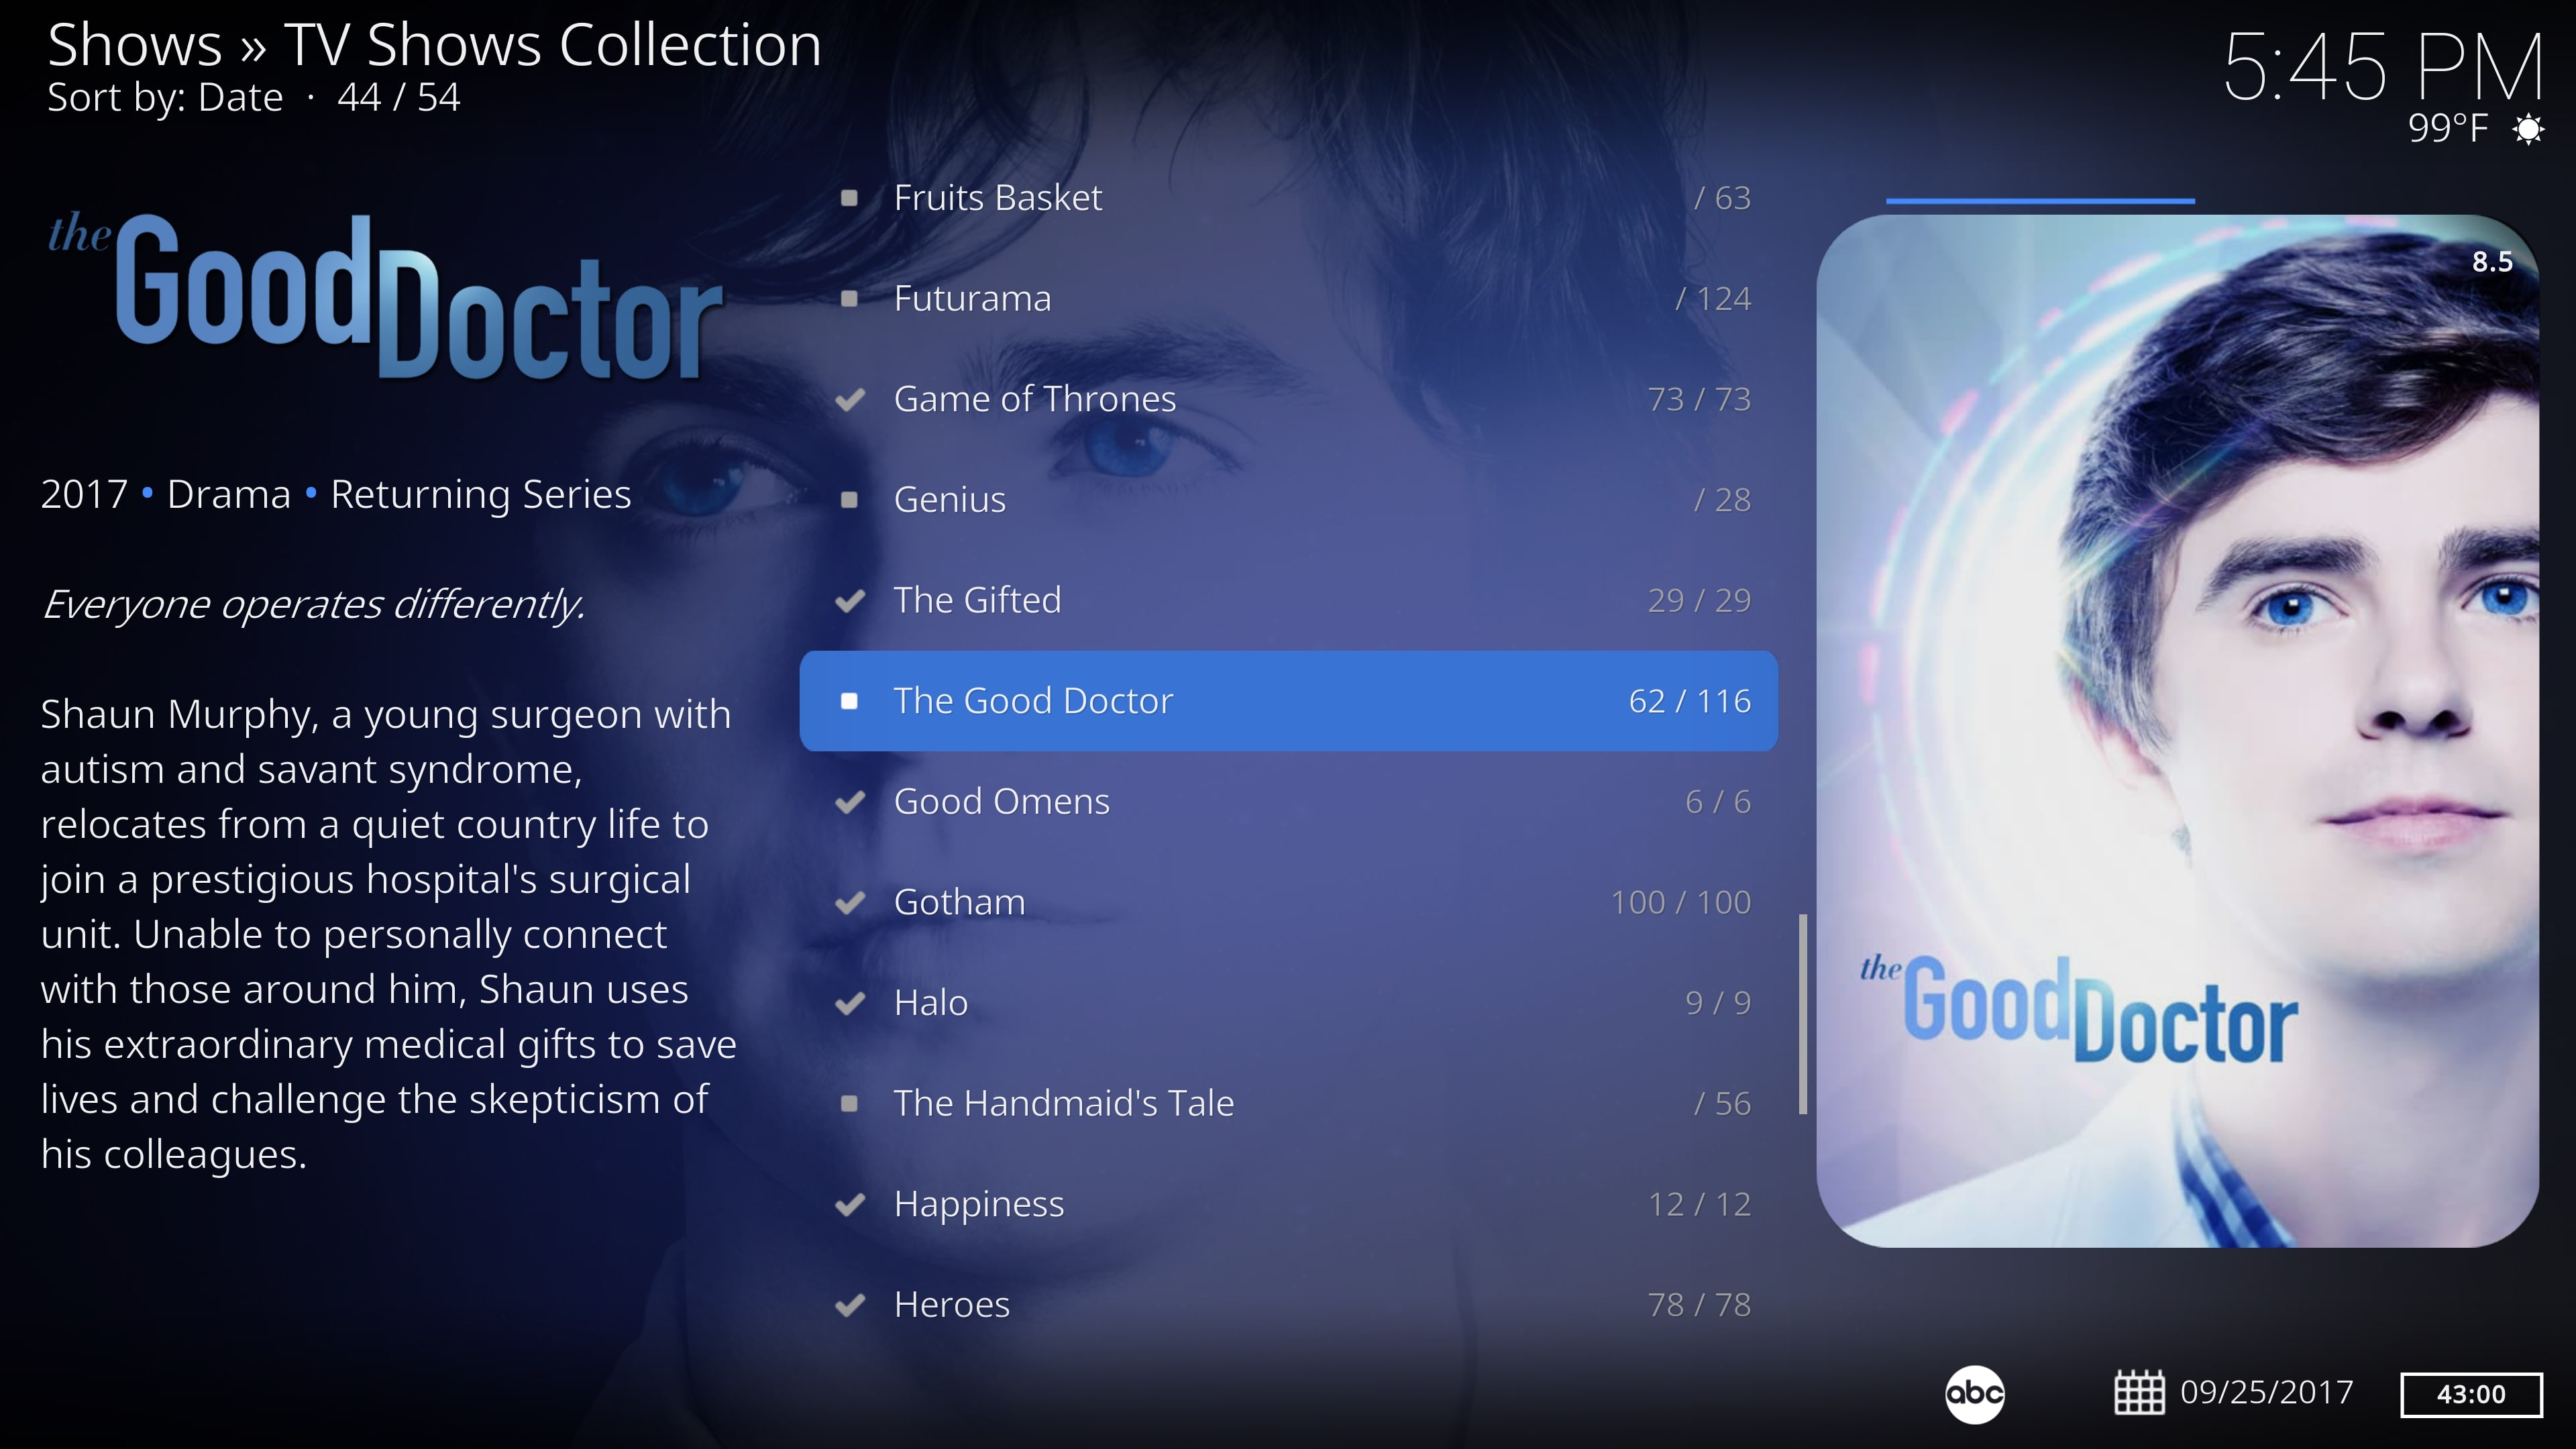 Shows » TV Shows Collection
Sort by: Date · 44 / 54
5:45 PM
99°F
the Good Doctor
2017 • Drama • Returning Series
Everyone operates differently.
Shaun Murphy, a young surgeon with
autism and savant syndrome,
relocates from a quiet country life to
join a prestigious hospital's surgical
unit. Unable to personally connect
with those around him, Shaun uses
his extraordinary medical gifts to save
lives and challenge the skepticism of
his colleagues.
Fruits Basket / 63
Futurama / 124
Game of Thrones 73 / 73
Genius / 28
The Gifted 29 / 29
The Good Doctor 62 / 116
Good Omens 6 / 6
Gotham 100 / 100
Halo 9 / 9
The Handmaid's Tale / 56
Happiness 12 / 12
Heroes 78 / 78
8.5
the Good Doctor
abc
09/25/2017
43:00